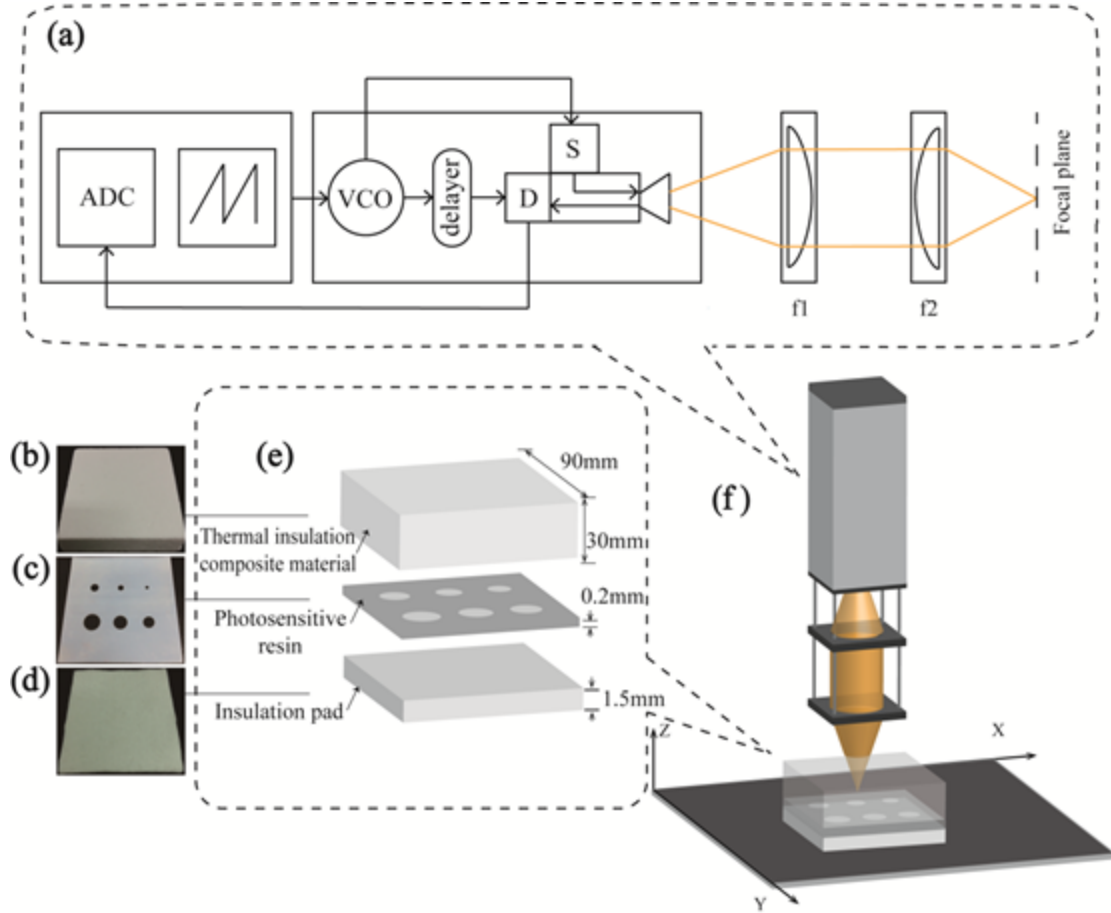 (a)
ADC
VCO
delayer
S
D
f1
f2
Focal plane
(b)
(c)
(d)
(e)
90mm
30mm
Thermal insulation
composite material
0.2mm
Photosensitive
resin
1.5mm
Insulation pad
(f)
Z
X
Y